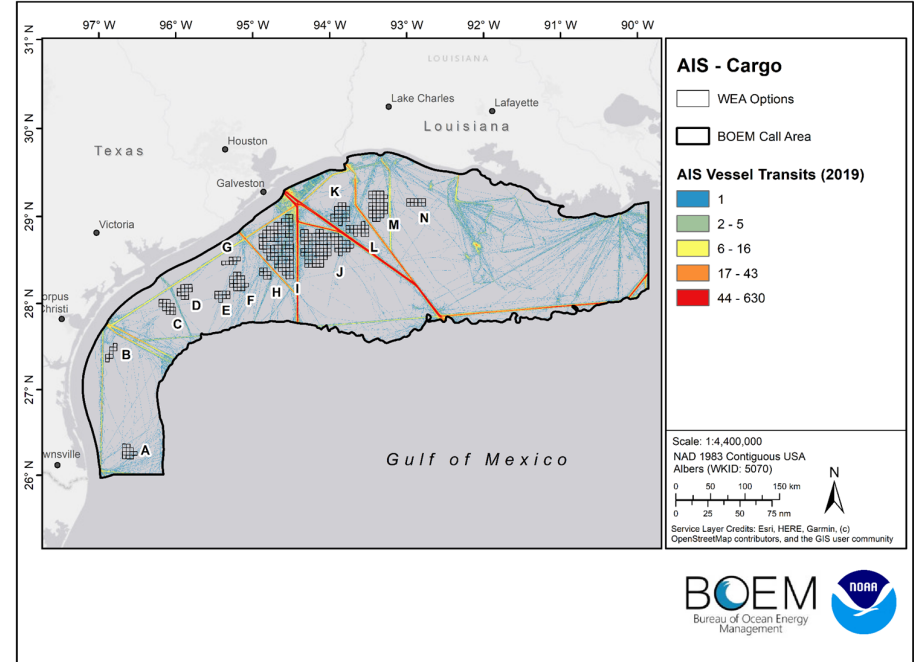 97° W 96° W 95° W 94° W 93° W 92° W 91° W 90° W
31° N
30° N
29° N
28° N
27° N
26° N
LOUISIANA
Lake Charles
Lafayette
Louisiana
Houston
Texas
Galveston
Victoria
orpus
Christi
wnsville
K
M
N
G
L
J
H
I
D
F
E
C
B
A
Gulf of Mexico
AIS - Cargo
WEA Options
BOEM Call Area
AIS Vessel Transits (2019)
1
2 - 5
6 - 16
17 - 43
44 - 630
Scale: 1:4,400,000
NAD 1983 Contiguous USA
Albers (WKID: 5070)
N
0 50 100 150 km
0 25 50 75 nm
Service Layer Credits: Esri, HERE, Garmin, (c)
OpenStreetMap contributors, and the GIS user community
BOEM
Bureau of Ocean Energy
Management
NOAA